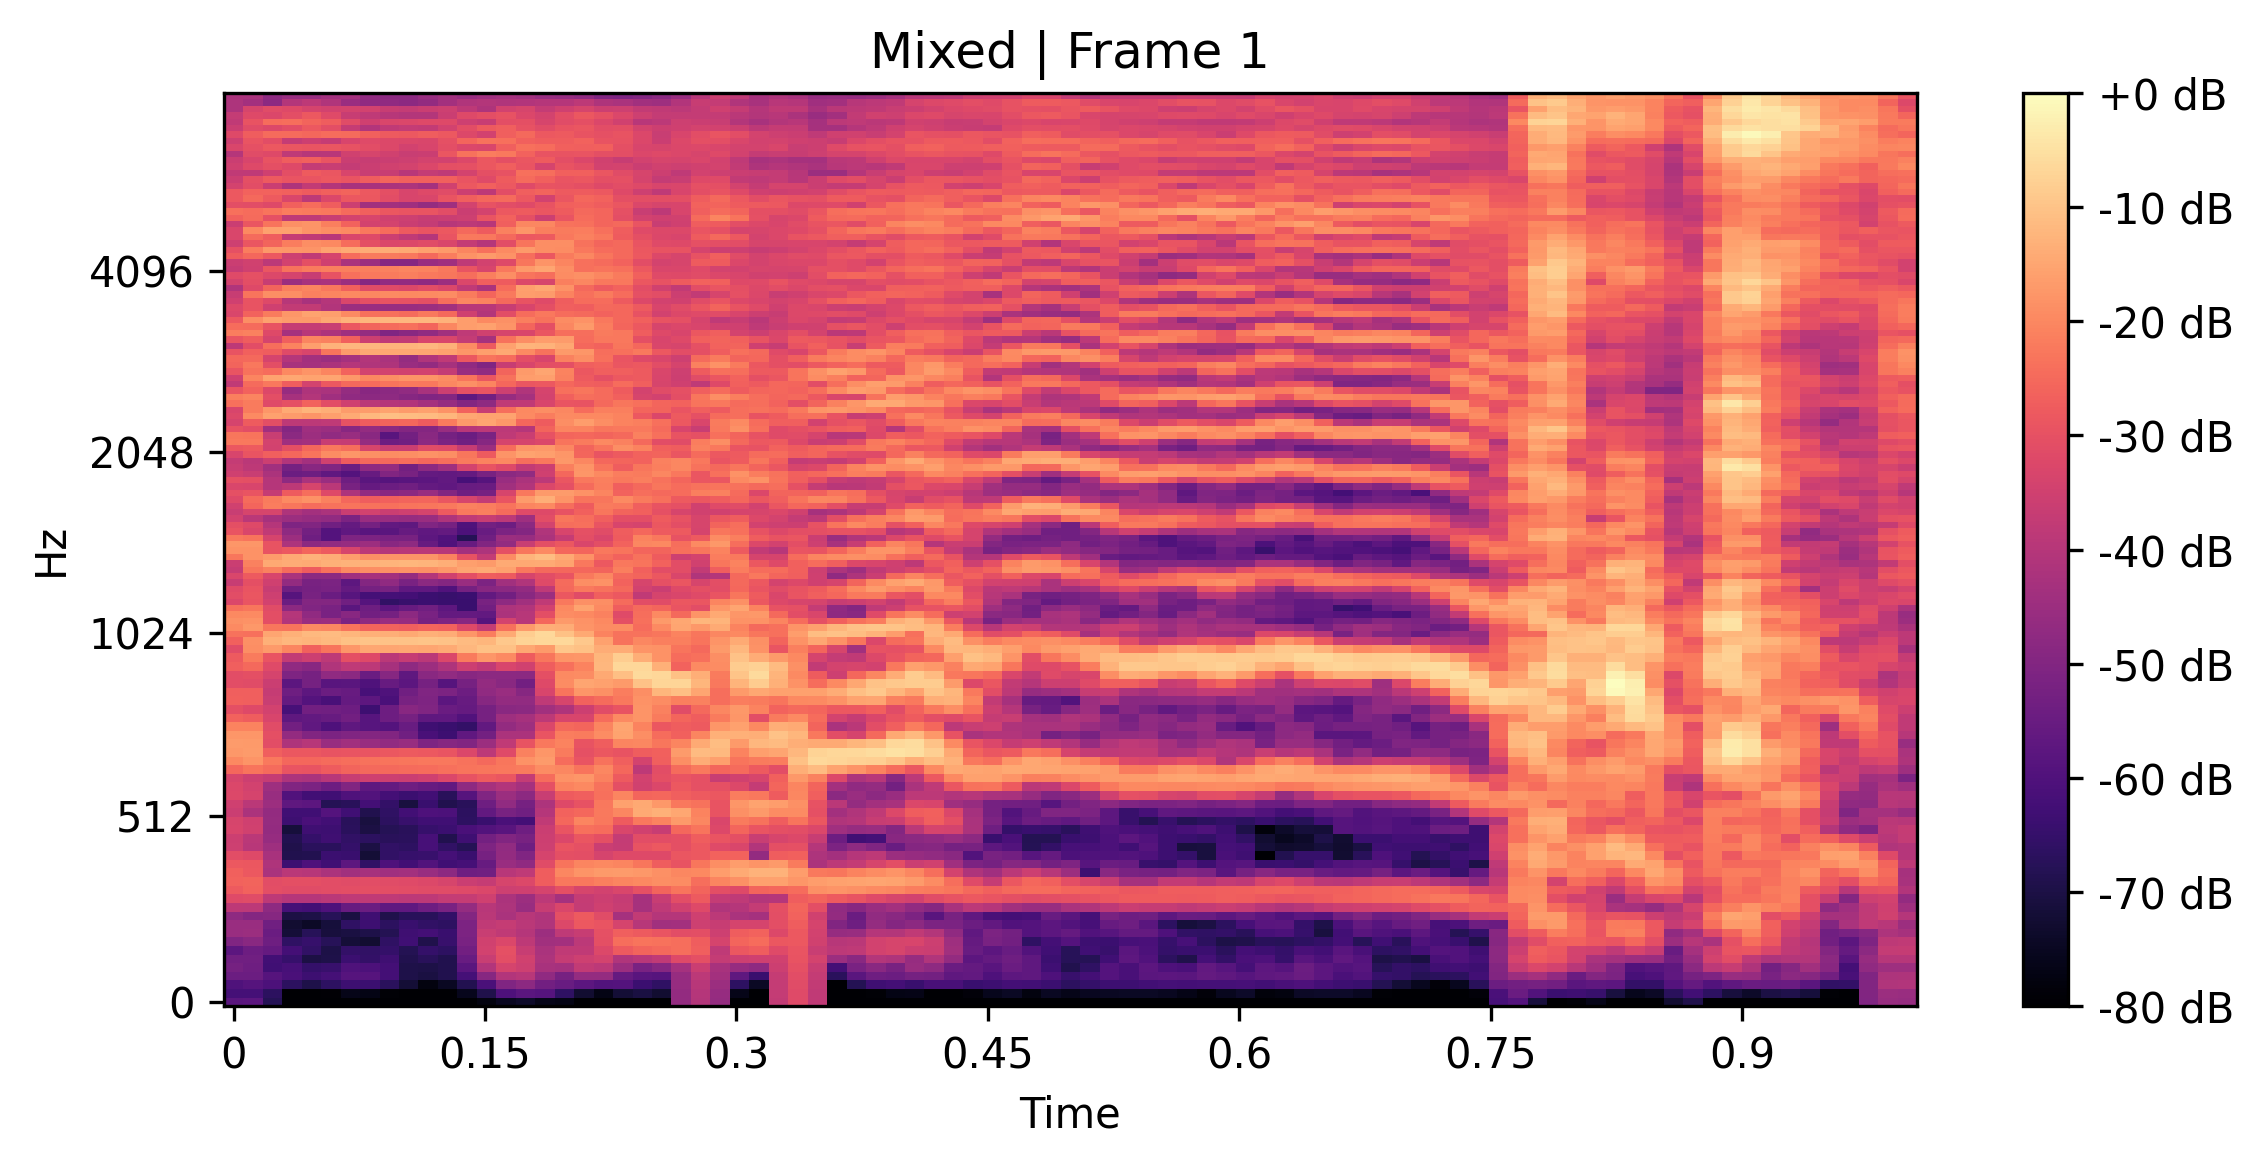 Mixed | Frame 1
+0 dB
-10 dB
-20 dB
-30 dB
-40 dB
-50 dB
-60 dB
-70 dB
-80 dB
4096
2048
1024
512
0
Hz
0 0.15 0.3 0.45 0.6 0.75 0.9
Time